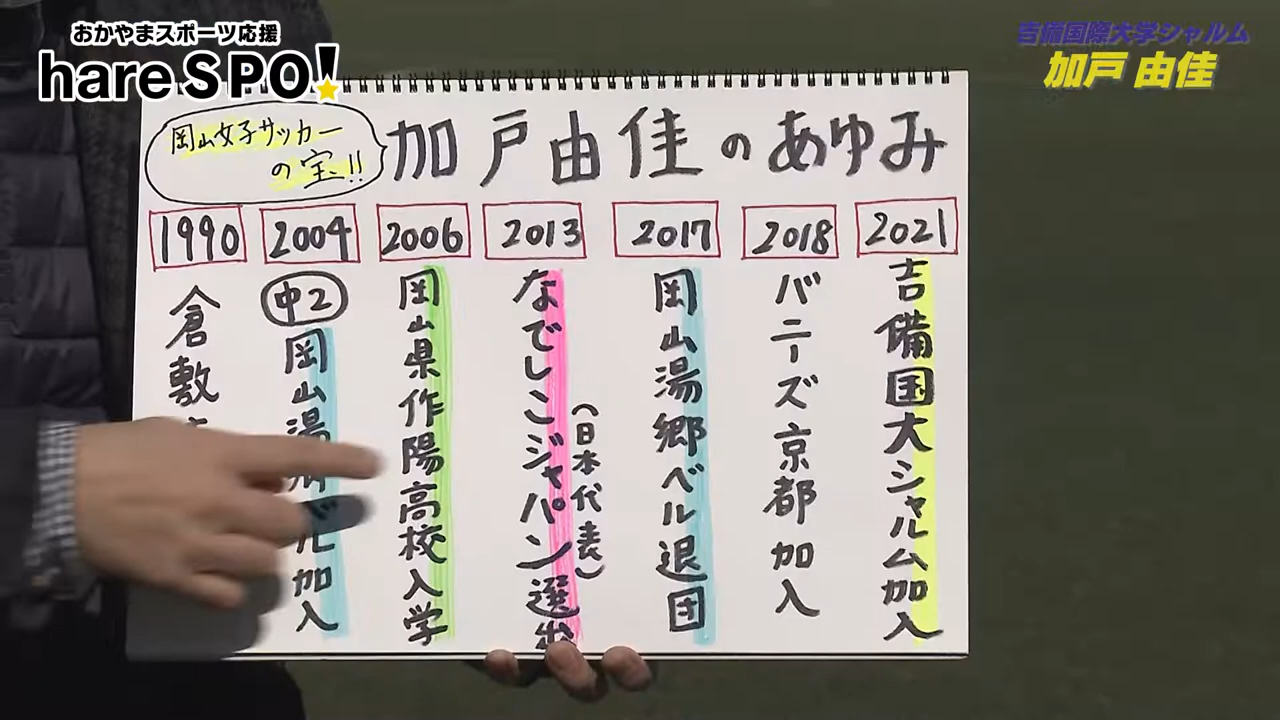 おかやまスポーツ応援
hare SPO!
吉備国際大学シャルム
加戸 由佳
岡山女子サッカー
の宝!!
加戸由佳のあゆみ
1990
倉敷
2004
中2
岡山湯郷ベル加入
2006
岡山県作陽高校入学
2013
なでしこジャパン選出
(日本代表)
2017
岡山湯郷ベル退団
2018
バニーズ京都加入
2021
吉備国大シャルム加入